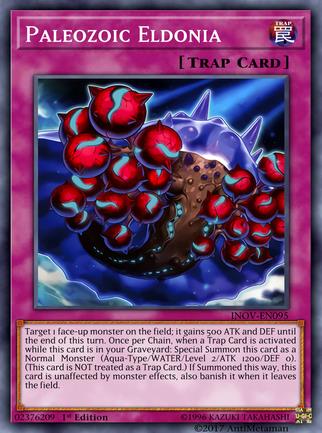 PALEOZOIC ELDONIA
TRAP
罠
[TRAP CARD]
INOV-EN095
Target 1 face-up monster on the field; it gains 500 ATK and DEF until
the end of this turn. Once per Chain, when a Trap Card is activated
while this card is in your Graveyard: Special Summon this card as a
Normal Monster (Aqua-Type/WATER/Level 2/ATK 1200/DEF 0).
(This card is NOT treated as a Trap Card.) If Summoned this way, this
card is unaffected by monster effects, also banish it when it leaves
the field.
02376209
1st Edition
©1996 KAZUKI TAKAHASHI
©2017 AntiMetaman